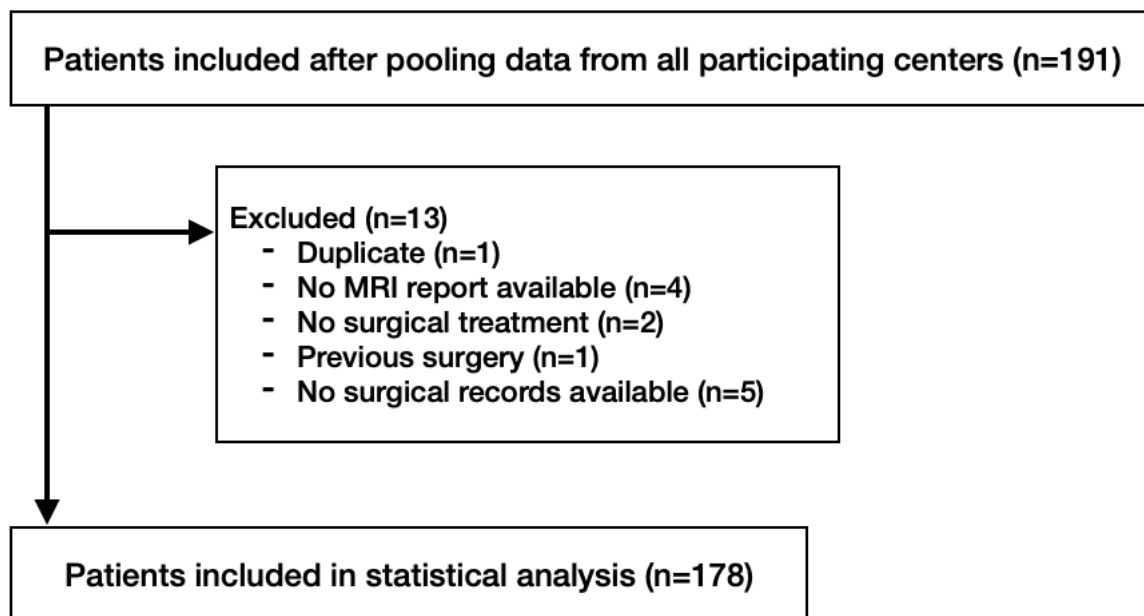 Patients included after pooling data from all participating centers (n=191)
Excluded (n=13)
- Duplicate (n=1)
- No MRI report available (n=4)
- No surgical treatment (n=2)
- Previous surgery (n=1)
- No surgical records available (n=5)
Patients included in statistical analysis (n=178)